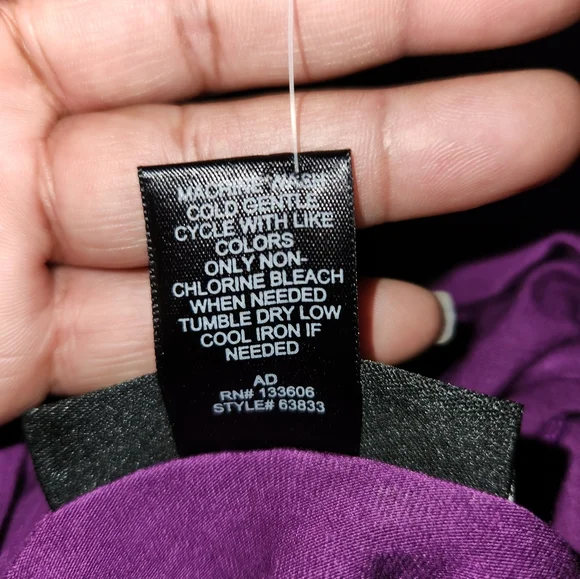 MACHINE WASH
COLD GENTLE
CYCLE WITH LIKE
COLORS
ONLY NON-
CHLORINE BLEACH
WHEN NEEDED
TUMBLE DRY LOW
COOL IRON IF
NEEDED
AD
RN# 133606
STYLE# 63833